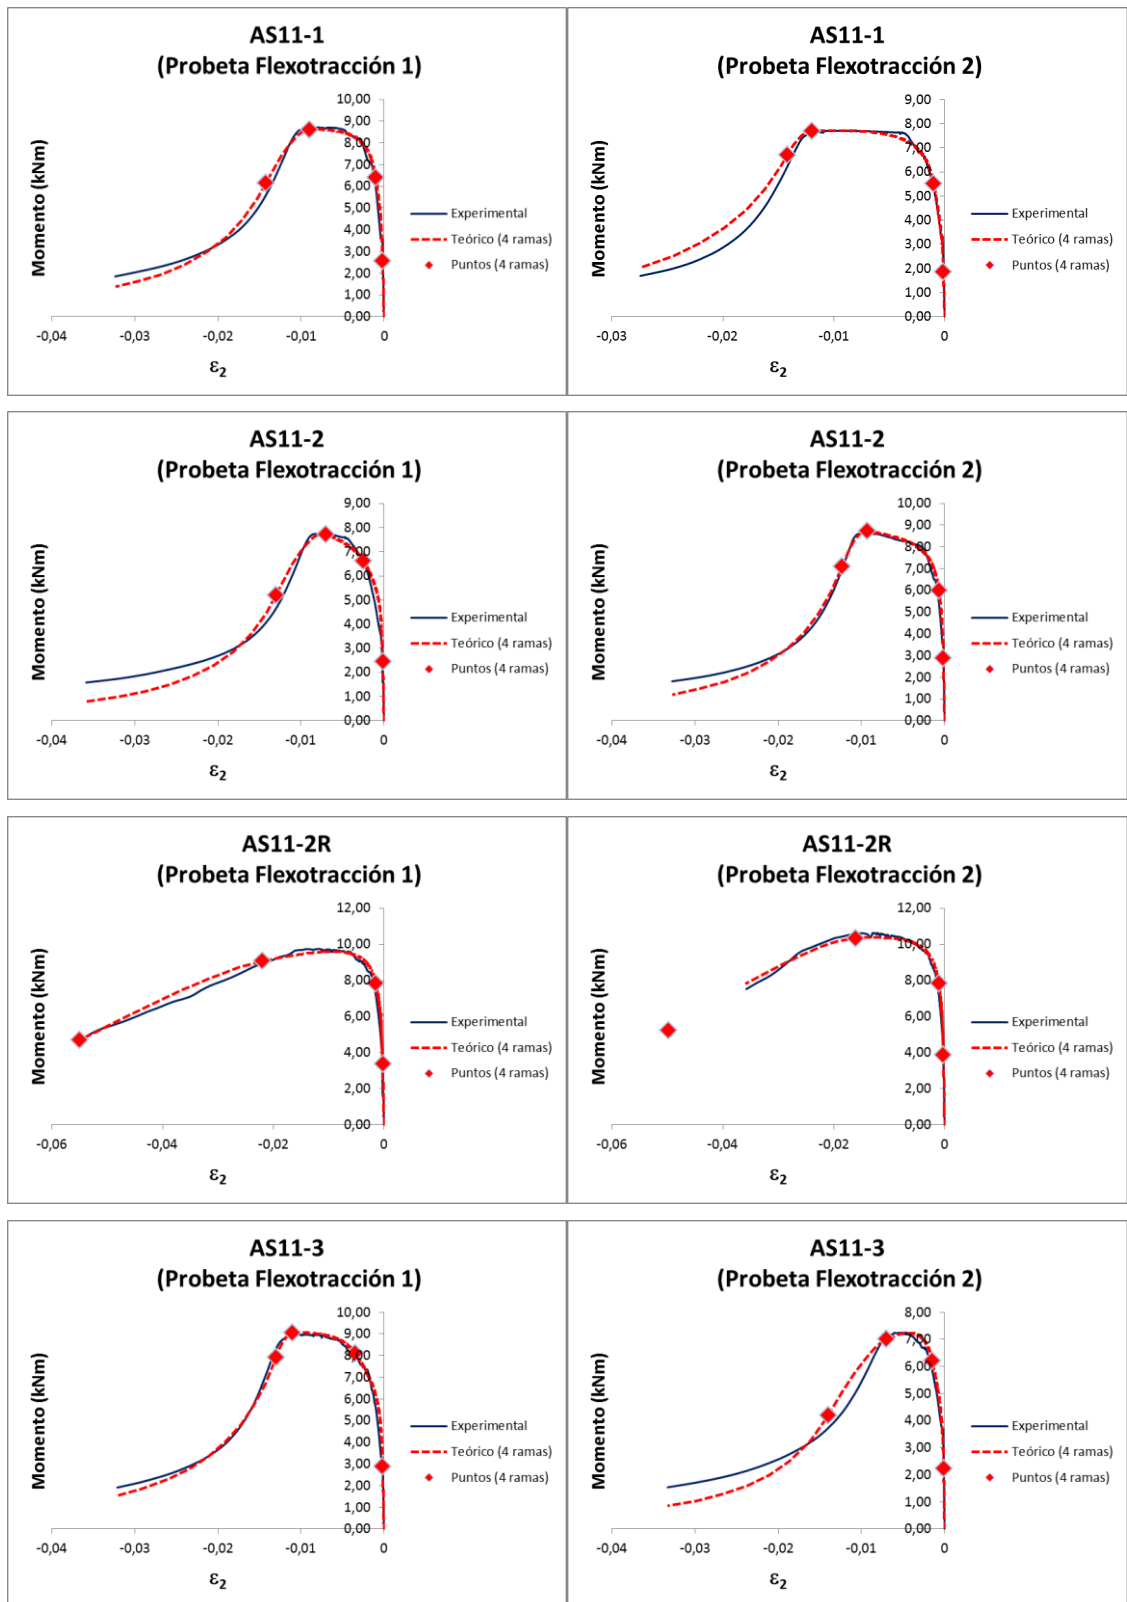 AS11-1
(Probeta Flexotracción 1)
Momento (kNm)
10,00
9,00
8,00
7,00
6,00
5,00
4,00
3,00
2,00
1,00
0,00
-0,04
-0,03
-0,02
-0,01
0
ε2
Experimental
Teórico (4 ramas)
Puntos (4 ramas)
AS11-1
(Probeta Flexotracción 2)
Momento (kNm)
9,00
8,00
7,00
6,00
5,00
4,00
3,00
2,00
1,00
0,00
-0,03
-0,02
-0,01
0
ε2
Experimental
Teórico (4 ramas)
Puntos (4 ramas)
AS11-2
(Probeta Flexotracción 1)
Momento (kNm)
9,00
8,00
7,00
6,00
5,00
4,00
3,00
2,00
1,00
0,00
-0,04
-0,03
-0,02
-0,01
0
ε2
Experimental
Teórico (4 ramas)
Puntos (4 ramas)
AS11-2
(Probeta Flexotracción 2)
Momento (kNm)
10,00
9,00
8,00
7,00
6,00
5,00
4,00
3,00
2,00
1,00
0,00
-0,04
-0,03
-0,02
-0,01
0
ε2
Experimental
Teórico (4 ramas)
Puntos (4 ramas)
AS11-2R
(Probeta Flexotracción 1)
Momento (kNm)
12,00
10,00
8,00
6,00
4,00
2,00
0,00
-0,06
-0,04
-0,02
0
ε2
Experimental
Teórico (4 ramas)
Puntos (4 ramas)
AS11-2R
(Probeta Flexotracción 2)
Momento (kNm)
12,00
10,00
8,00
6,00
4,00
2,00
0,00
-0,06
-0,04
-0,02
0
ε2
Experimental
Teórico (4 ramas)
Puntos (4 ramas)
AS11-3
(Probeta Flexotracción 1)
Momento (kNm)
10,00
9,00
8,00
7,00
6,00
5,00
4,00
3,00
2,00
1,00
0,00
-0,04
-0,03
-0,02
-0,01
0
ε2
Experimental
Teórico (4 ramas)
Puntos (4 ramas)
AS11-3
(Probeta Flexotracción 2)
Momento (kNm)
8,00
7,00
6,00
5,00
4,00
3,00
2,00
1,00
0,00
-0,04
-0,03
-0,02
-0,01
0
ε2
Experimental
Teórico (4 ramas)
Puntos (4 ramas)